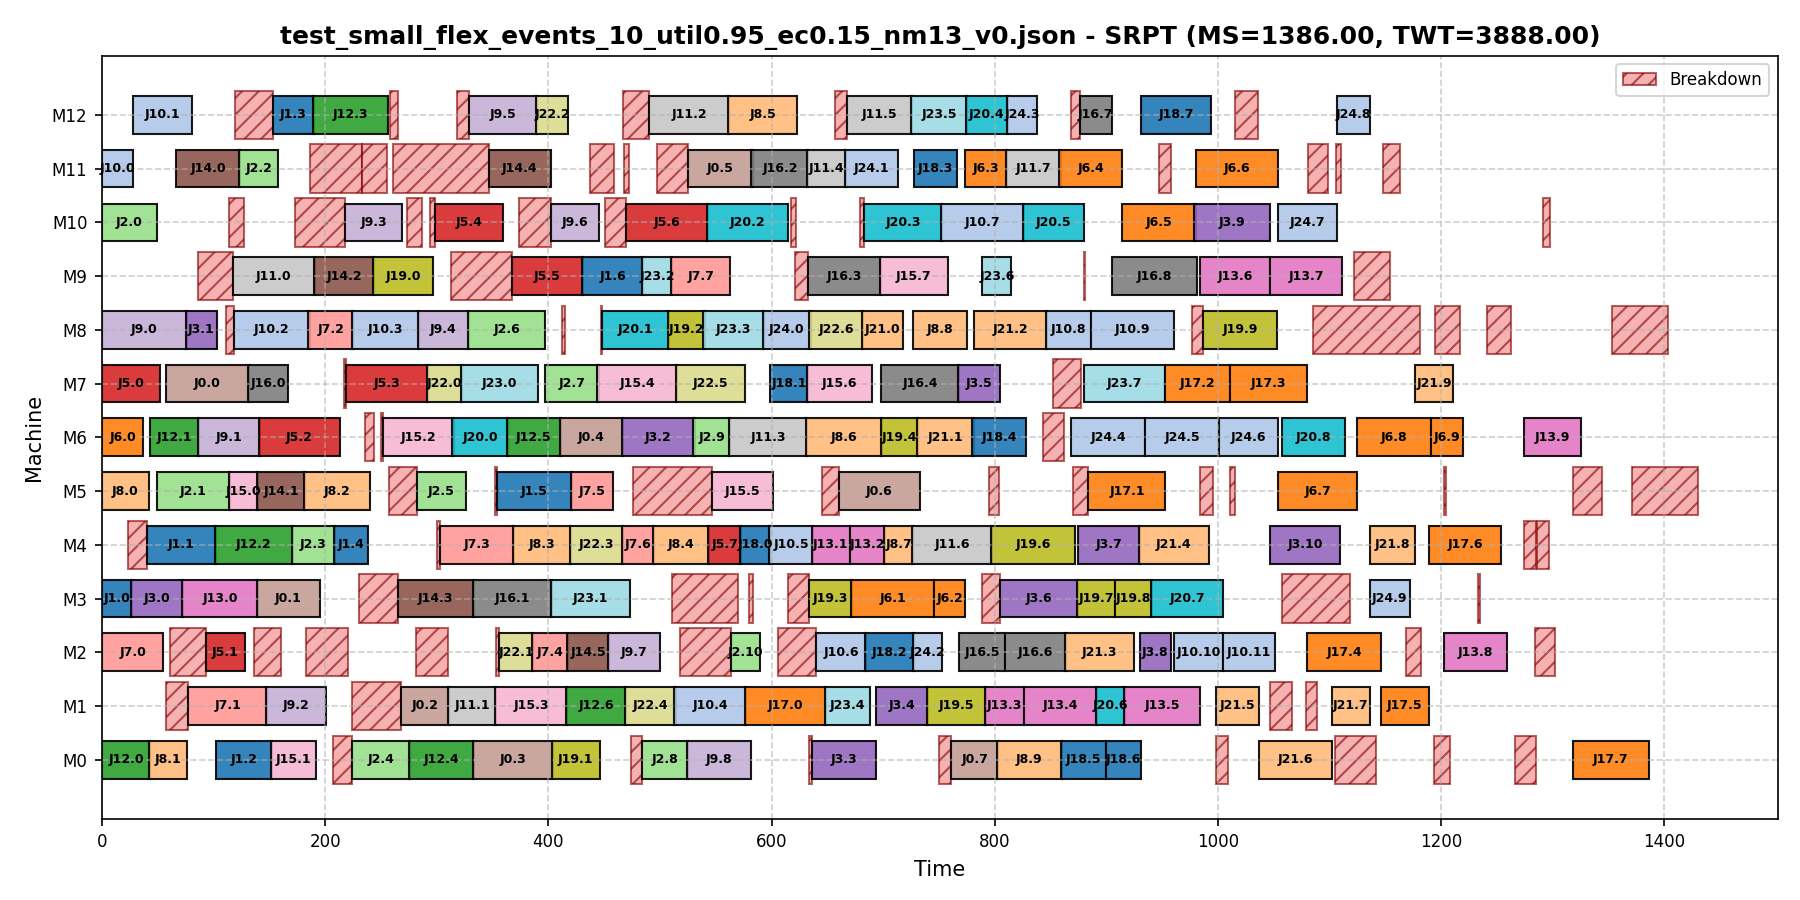 test_small_flex_events_10_util0.95_ec0.15_nm13_v0.json - SRPT (MS=1386.00, TWT=3888.00)
Breakdown
M12 J10.1 J1.3 J12.3 J9.5 J22.2 J11.2 J8.5 J11.5 J23.5 J20.4 J24.3 J16.7 J18.7 J24.8
M11 J10.0 J14.0 J2.2 J14.4 J0.5 J16.2 J11.4 J24.1 J18.3 J6.3 J11.7 J6.4 J6.6
M10 J2.0 J9.3 J5.4 J9.6 J5.6 J20.2 J20.3 J10.7 J20.5 J6.5 J3.9 J24.7
M9 J11.0 J14.2 J19.0 J5.5 J1.6 J23.2 J7.7 J16.3 J15.7 J23.6 J16.8 J13.6 J13.7
M8 J9.0 J3.1 J10.2 J7.2 J10.3 J9.4 J2.6 J20.1 J19.2 J23.3 J24.0 J22.6 J21.0 J8.8 J21.2 J10.8 J10.9 J19.9
M7 J5.0 J0.0 J16.0 J5.3 J22.0 J23.0 J2.7 J15.4 J22.5 J18.1 J15.6 J16.4 J3.5 J23.7 J17.2 J17.3 J21.9
M6 J6.0 J12.1 J9.1 J5.2 J15.2 J20.0 J12.5 J0.4 J3.2 J2.9 J11.3 J8.6 J19.4 J21.1 J18.4 J24.4 J24.5 J24.6 J20.8 J6.8 J6.9 J13.9
M5 J8.0 J2.1 J15.0 J14.1 J8.2 J2.5 J1.5 J7.5 J15.5 J0.6 J17.1 J6.7
M4 J1.1 J12.2 J2.3 J1.4 J7.3 J8.3 J22.3 J7.6 J8.4 J5.7 J18.0 J10.5 J13.1 J13.2 J8.7 J11.6 J19.6 J3.7 J21.4 J3.10 J21.8 J17.6
M3 J1.0 J3.0 J13.0 J0.1 J14.3 J16.1 J23.1 J19.3 J6.1 J6.2 J3.6 J19.7 J19.8 J20.7 J24.9
M2 J7.0 J5.1 J22.1 J7.4 J14.5 J9.7 J2.10 J10.6 J18.2 J24.2 J16.5 J16.6 J21.3 J3.8 J10.10 J10.11 J17.4 J13.8
M1 J7.1 J9.2 J0.2 J11.1 J15.3 J12.6 J22.4 J10.4 J17.0 J23.4 J3.4 J19.5 J13.3 J13.4 J20.6 J13.5 J21.5 J21.7 J17.5
M0 J12.0 J8.1 J1.2 J15.1 J2.4 J12.4 J0.3 J19.1 J2.8 J9.8 J3.3 J0.7 J8.9 J18.5 J18.6 J21.6 J17.7
0 200 400 600 800 1000 1200 1400
Time
Machine